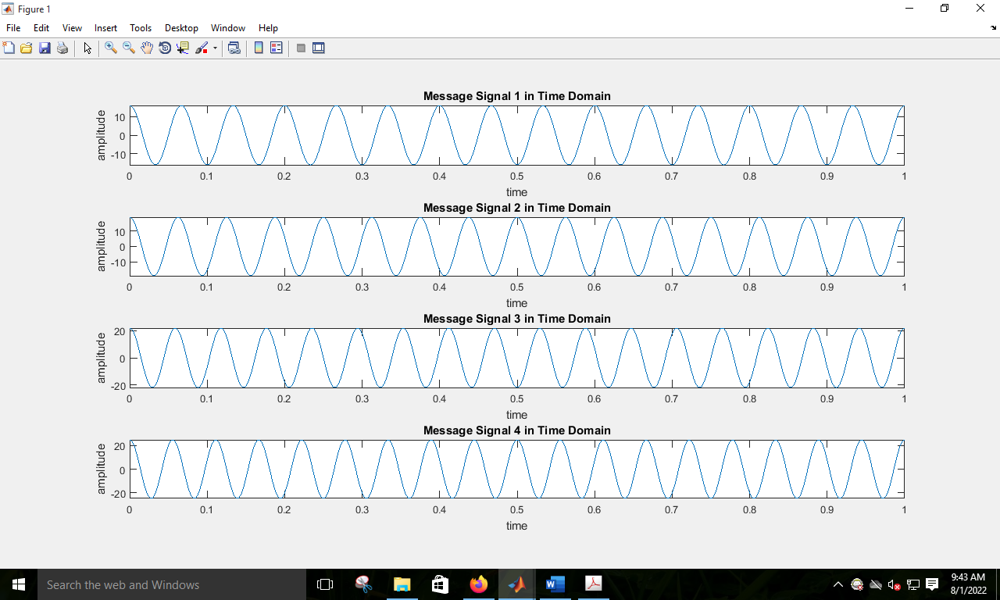 Figure 1
File Edit View Insert Tools Desktop Window Help
Message Signal 1 in Time Domain
amplitude
10
0
-10
0 0.1 0.2 0.3 0.4 0.5 0.6 0.7 0.8 0.9 1
time
Message Signal 2 in Time Domain
amplitude
10
0
-10
0 0.1 0.2 0.3 0.4 0.5 0.6 0.7 0.8 0.9 1
time
Message Signal 3 in Time Domain
amplitude
20
0
-20
0 0.1 0.2 0.3 0.4 0.5 0.6 0.7 0.8 0.9 1
time
Message Signal 4 in Time Domain
amplitude
20
0
-20
0 0.1 0.2 0.3 0.4 0.5 0.6 0.7 0.8 0.9 1
time
Search the web and Windows
9:43 AM
8/1/2022